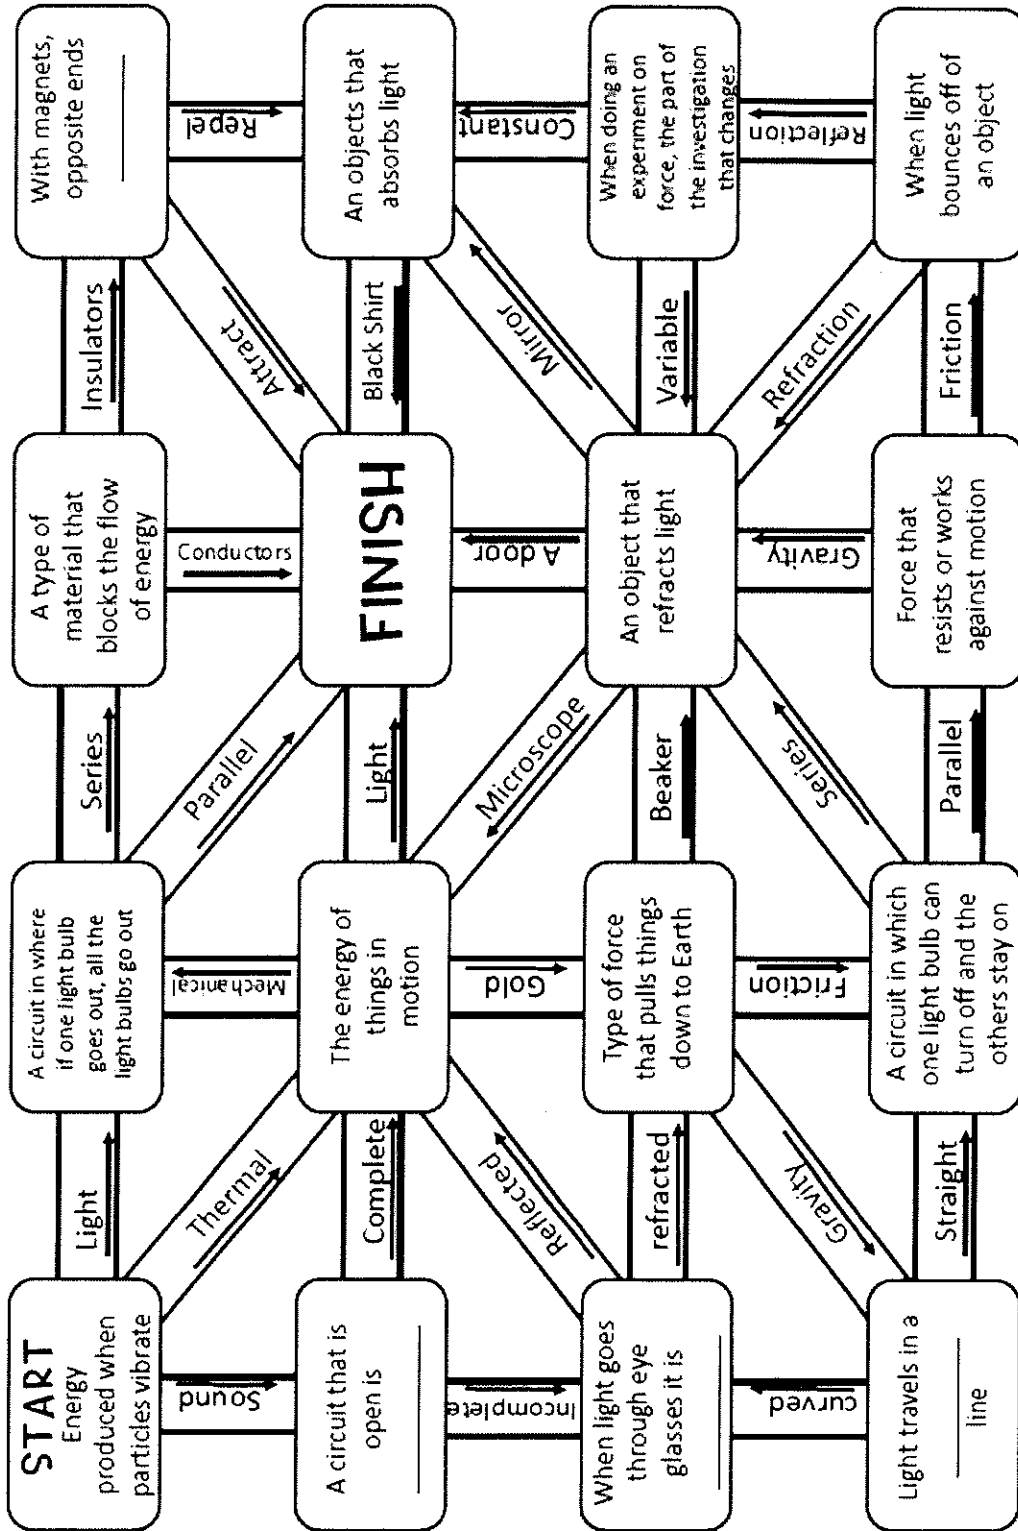 START
Energy
produced when
particles vibrate
Light
A circuit in where
if one light bulb
goes out, all the
light bulbs go out
Series
A type of
material that
blocks the flow
of energy
Insulators
With magnets,
opposite ends
Sound
Thermal
Mechanical
Parallel
Conductors
Attract
Repel
A circuit that is
open is
Complete
The energy of
things in
motion
Light
FINISH
Black Shirt
An objects that
absorbs light
Incomplete
Reflected
Gold
Microscope
A door
Mirror
Constant
When light goes
through eye
glasses it is
refracted
Type of force
that pulls things
down to Earth
Beaker
An object that
refracts light
Variable
When doing an
experiment on
force, the part of
the investigation
that changes
curved
Gravity
Friction
Series
Gravity
Refraction
Reflection
Light travels in a
line
Straight
A circuit in which
one light bulb can
turn off and the
others stay on
Parallel
Force that
resists or works
against motion
Friction
When light
bounces off of
an object